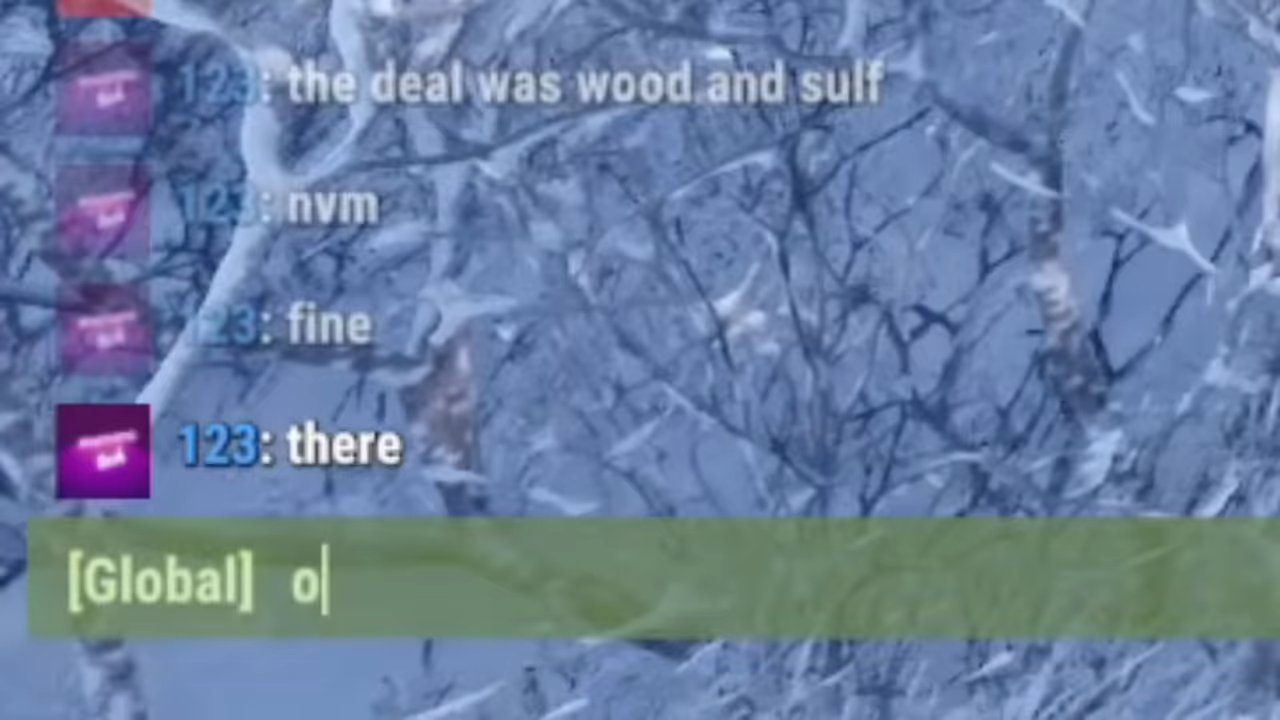 123: the deal was wood and sulf
123: nvm
123: fine
123: there
[Global] o